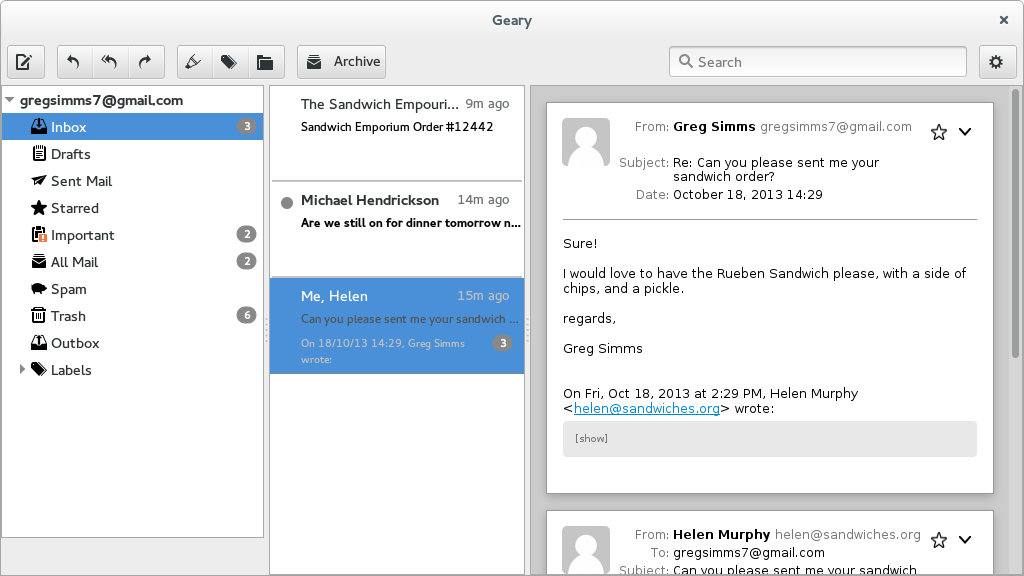 Geary
Archive
Search
gregsimms7@gmail.com
Inbox 3
Drafts
Sent Mail
Starred
Important 2
All Mail 2
Spam
Trash 6
Outbox
Labels
The Sandwich Empouri... 9m ago
Sandwich Emporium Order #12442
Michael Hendrickson 14m ago
Are we still on for dinner tomorrow n...
Me, Helen 15m ago
Can you please sent me your sandwich ...
On 18/10/13 14:29, Greg Simms 3
wrote:
From: Greg Simms gregsimms7@gmail.com
Subject: Re: Can you please sent me your
sandwich order?
Date: October 18, 2013 14:29
Sure!
I would love to have the Rueben Sandwich please, with a side of
chips, and a pickle.
regards,
Greg Simms
On Fri, Oct 18, 2013 at 2:29 PM, Helen Murphy
<helen@sandwiches.org> wrote:
[show]
From: Helen Murphy helen@sandwiches.org
To: gregsimms7@gmail.com
Subject: Can you please sent me your sandwich